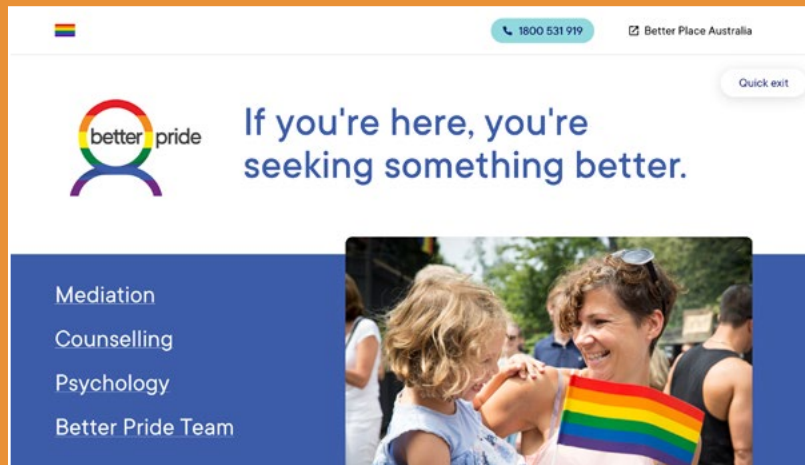 1800 531 919
Better Place Australia
Quick exit
better pride
If you're here, you're
seeking something better.
Mediation
Counselling
Psychology
Better Pride Team